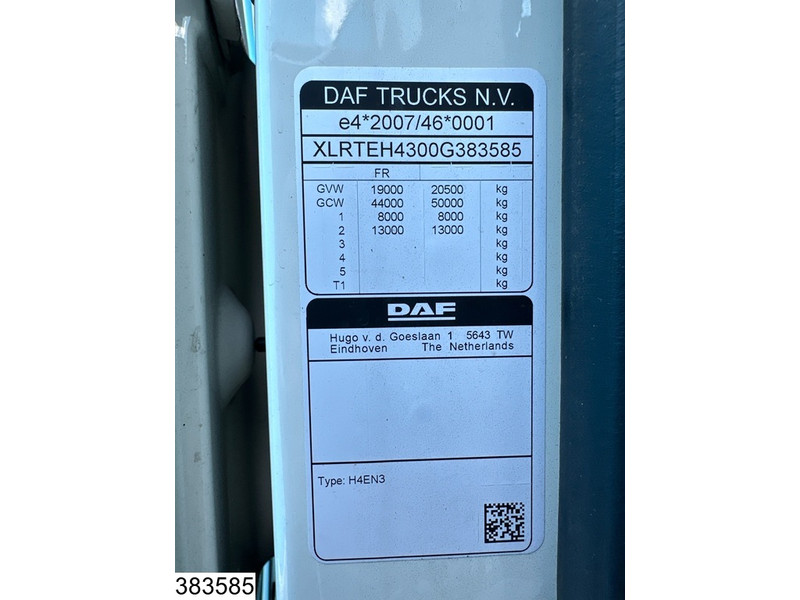 DAF TRUCKS N.V.
e4*2007/46*0001
XLRTEH4300G383585
FR
GVW 19000 20500 kg
GCW 44000 50000 kg
1 8000 8000 kg
2 13000 13000 kg
3 kg
4 kg
5 kg
T1 kg
DAF
Hugo v. d. Goeslaan 1 5643 TW
Eindhoven The Netherlands
Type: H4EN3
383585